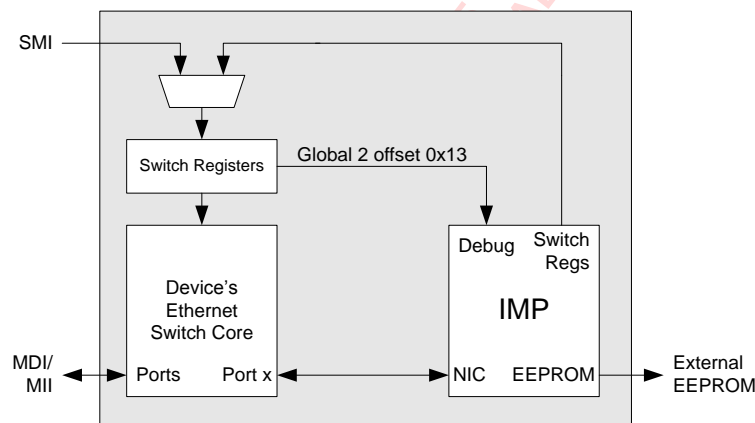 SMI
Switch Registers
Global 2 offset 0x13
Debug
Switch
Regs
Device's
Ethernet
Switch Core
IMP
MDI/
MII
Ports
Port x
NIC
EEPROM
External
EEPROM